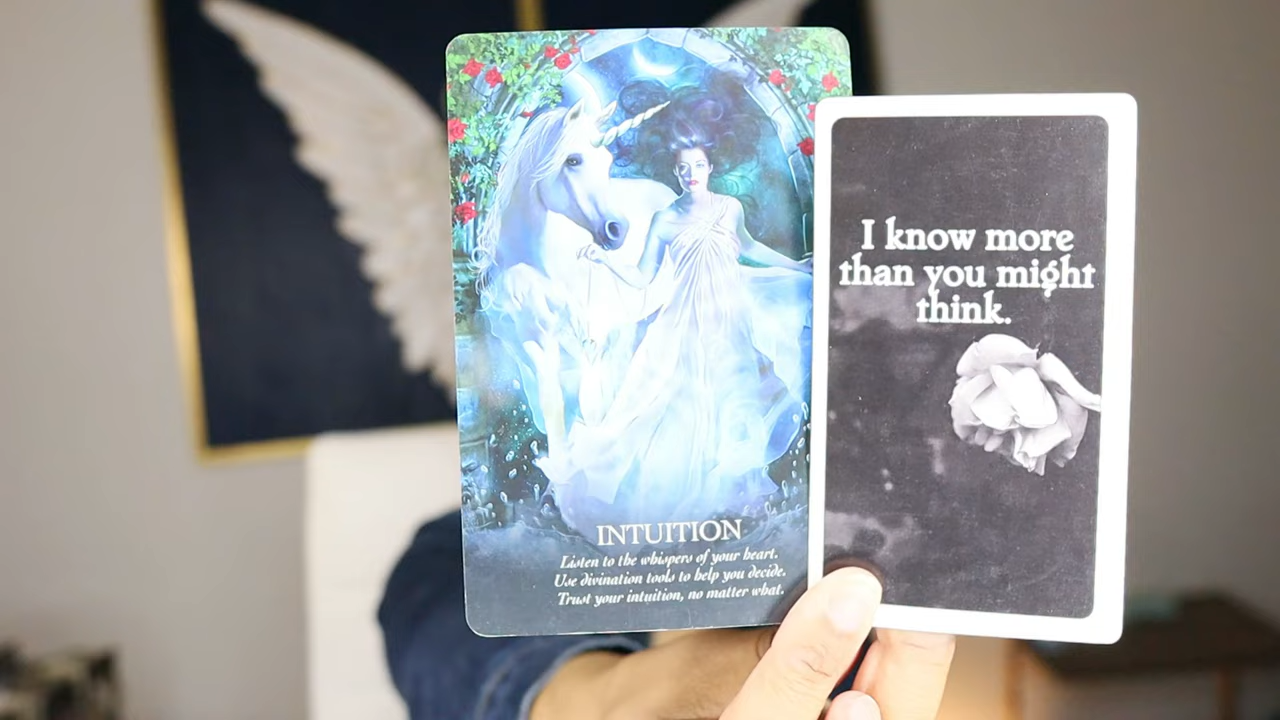 INTUITION
Listen to the whispers of your heart.
Use divination tools to help you decide.
Trust your intuition, no matter what.
I know more
than you might
think.